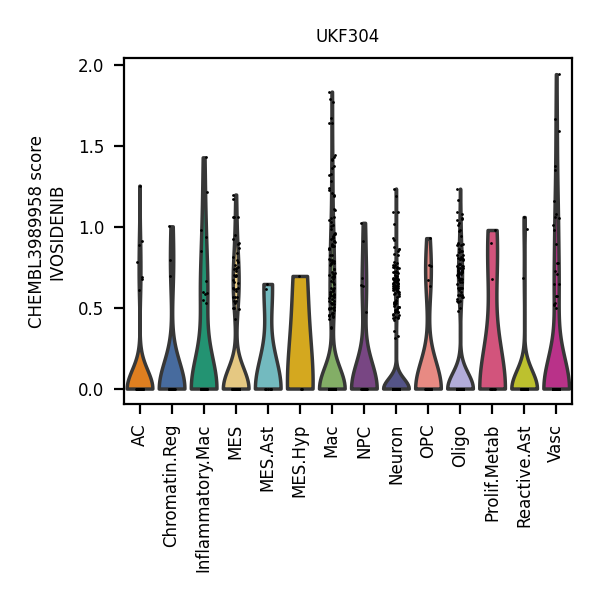 UKF304
CHEMBL3989958 score
IVOSIDENIB
2.0
1.5
1.0
0.5
0.0
AC
Chromatin.Reg
Inflammatory.Mac
MES
MES.Ast
MES.Hyp
Mac
NPC
Neuron
OPC
Oligo
Prolif.Metab
Reactive.Ast
Vasc